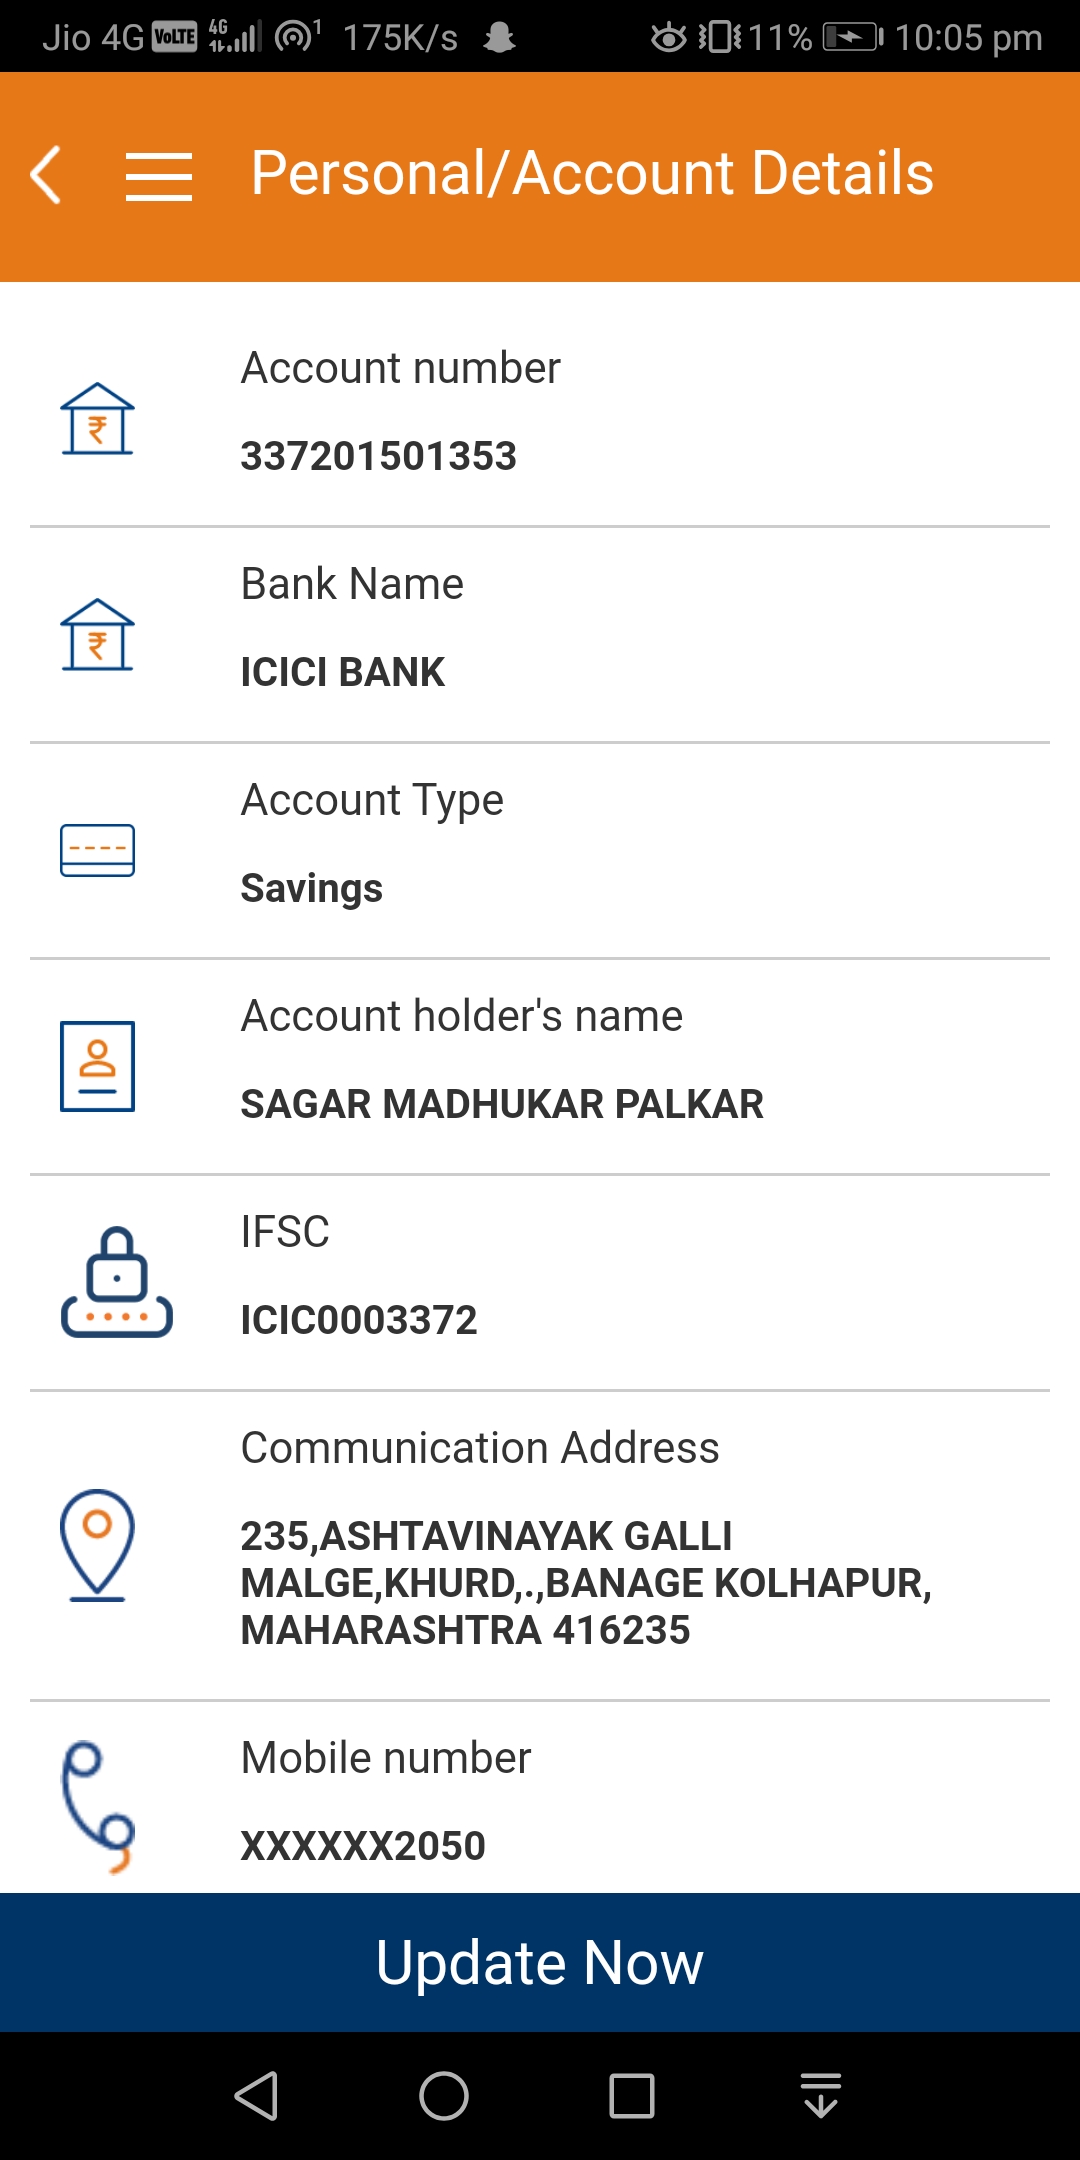 Jio 4G VoLTE 4G 1 175K/s 11% 10:05 pm
Personal/Account Details
Account number
337201501353
Bank Name
ICICI BANK
Account Type
Savings
Account holder's name
SAGAR MADHUKAR PALKAR
IFSC
ICIC0003372
Communication Address
235,ASHTAVINAYAK GALLI
MALGE,KHURD,.,BANAGE KOLHAPUR,
MAHARASHTRA 416235
Mobile number
XXXXXX2050
Update Now